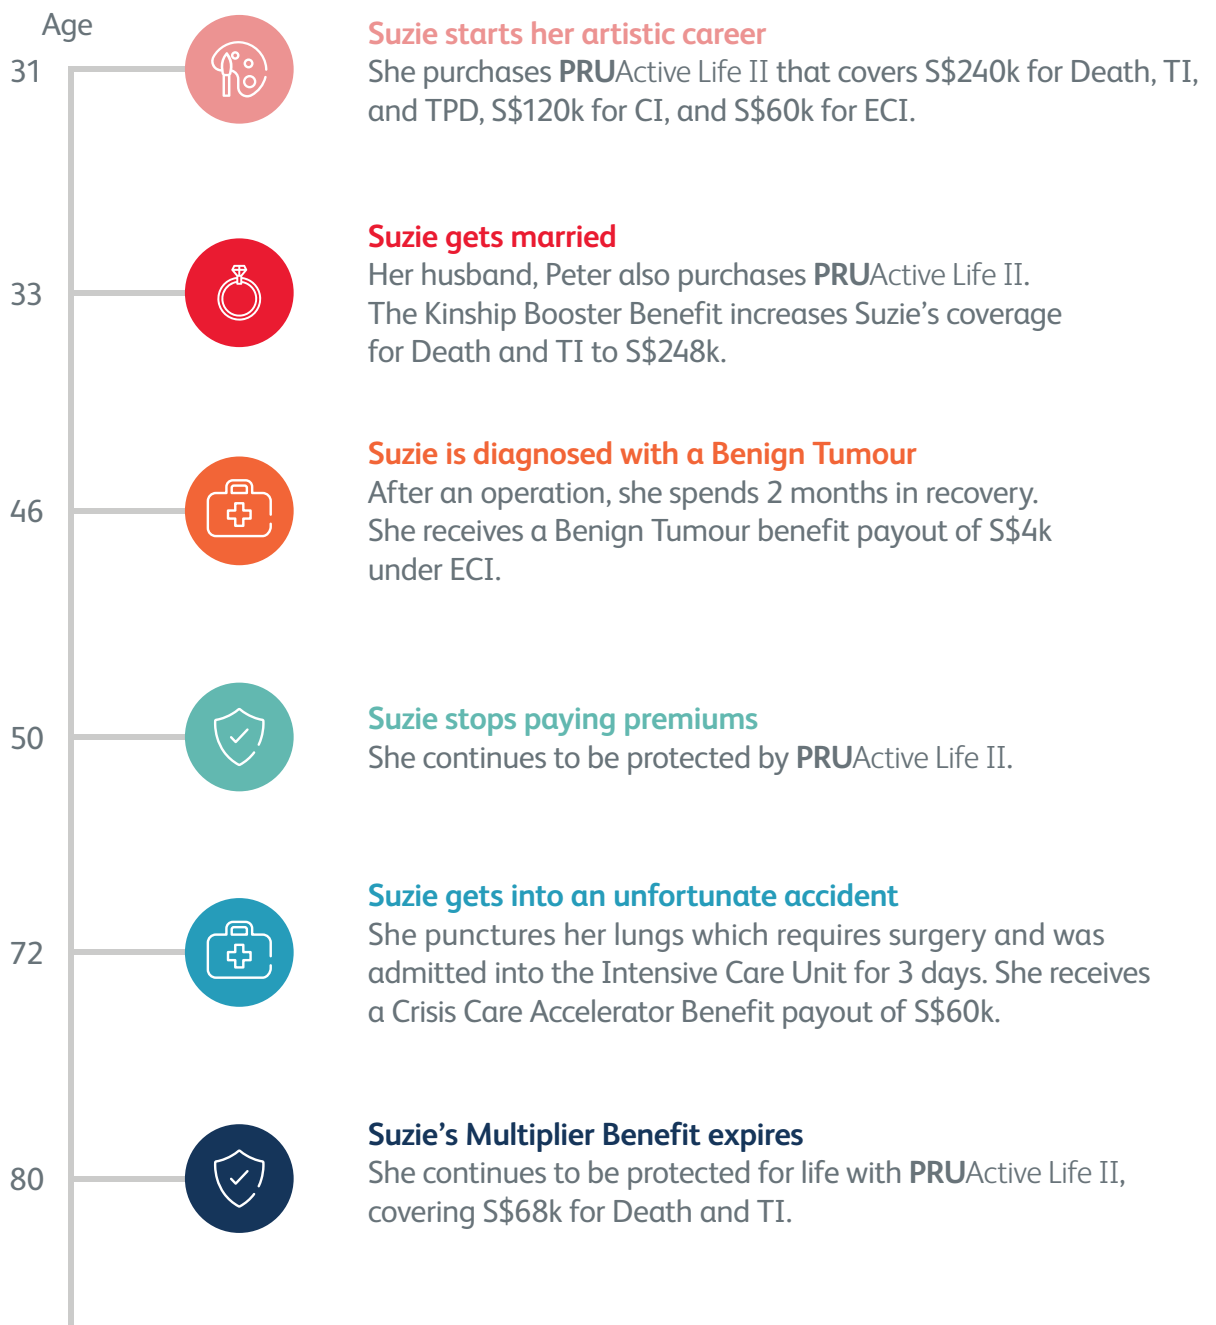 Age
31
Suzie starts her artistic career
She purchases PRUActive Life II that covers S$240k for Death, TI,
and TPD, S$120k for CI, and S$60k for ECI.
33
Suzie gets married
Her husband, Peter also purchases PRUActive Life II.
The Kinship Booster Benefit increases Suzie’s coverage
for Death and TI to S$248k.
46
Suzie is diagnosed with a Benign Tumour
After an operation, she spends 2 months in recovery.
She receives a Benign Tumour benefit payout of S$4k
under ECI.
50
Suzie stops paying premiums
She continues to be protected by PRUActive Life II.
72
Suzie gets into an unfortunate accident
She punctures her lungs which requires surgery and was
admitted into the Intensive Care Unit for 3 days. She receives
a Crisis Care Accelerator Benefit payout of S$60k.
80
Suzie’s Multiplier Benefit expires
She continues to be protected for life with PRUActive Life II,
covering S$68k for Death and TI.